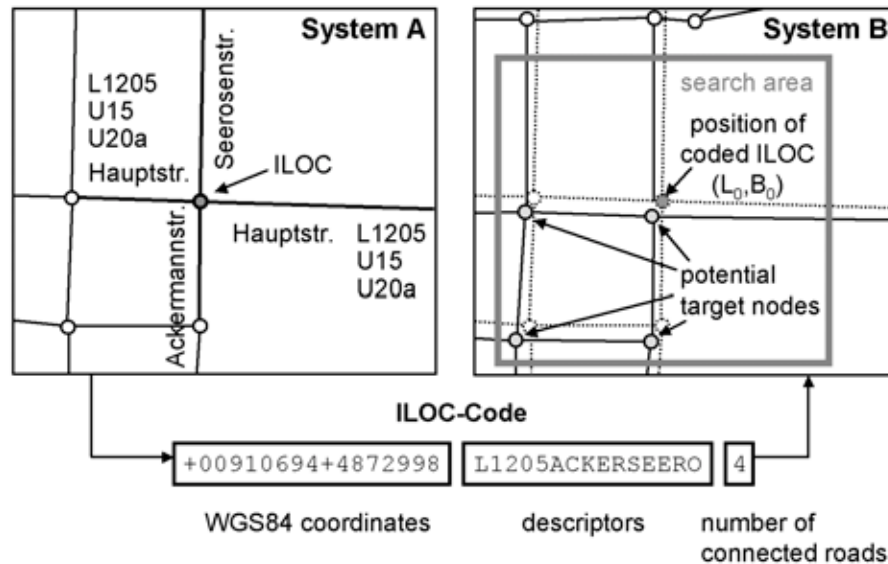 System A
L1205
U15
U20a
Hauptstr.
Seerosenstr.
ILOC
Ackermannstr.
Hauptstr.
L1205
U15
U20a
System B
search area
position of
coded ILOC
(L₀,B₀)
potential
target nodes
ILOC-Code
+00910694+4872998
L1205ACKERSEERO
4
WGS84 coordinates
descriptors
number of
connected roads